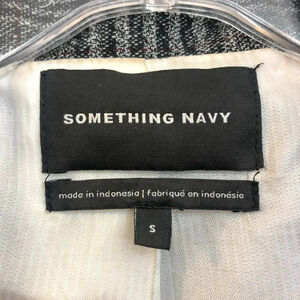 SOMETHING NAVY
made in indonesia | fabriqué en indonésie
S